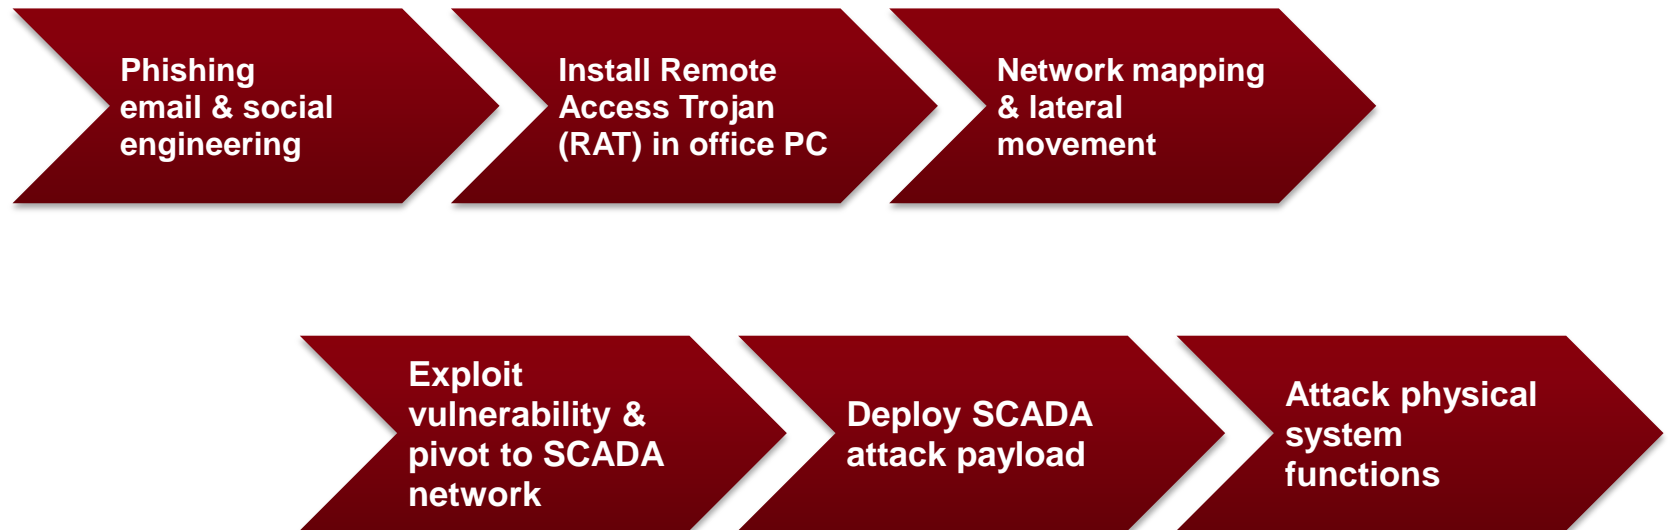 Phishing
email & social
engineering
Install Remote
Access Trojan
(RAT) in office PC
Network mapping
& lateral
movement
Exploit
vulnerability &
pivot to SCADA
network
Deploy SCADA
attack payload
Attack physical
system
functions